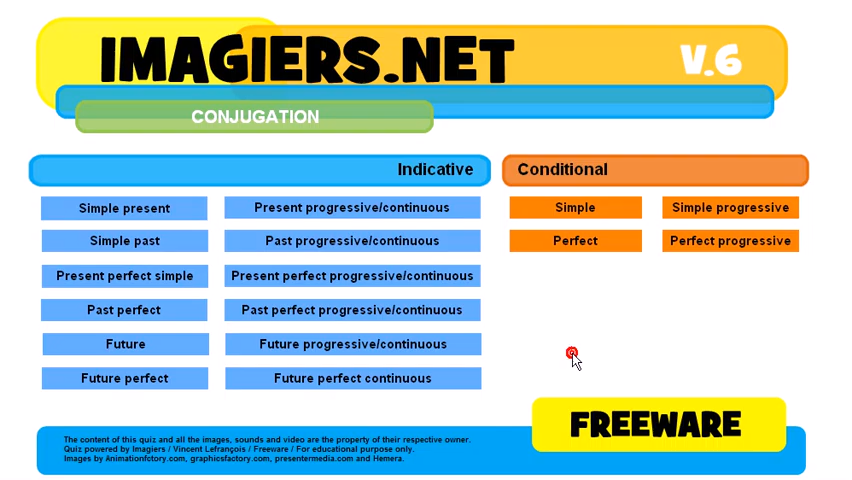 IMAGIERS.NET V.6
CONJUGATION
Indicative Conditional
Simple present Present progressive/continuous Simple Simple progressive
Simple past Past progressive/continuous Perfect Perfect progressive
Present perfect simple Present perfect progressive/continuous
Past perfect Past perfect progressive/continuous
Future Future progressive/continuous
Future perfect Future perfect continuous
FREEWARE
The content of this quiz and all the images, sounds and video are the property of their respective owner.
Quiz powered by Imagiers / Vincent Lefrançois / Freeware / For educational purpose only.
Images by Animationfctory.com, graphicsfactory.com, presentermedia.com and Hemera.